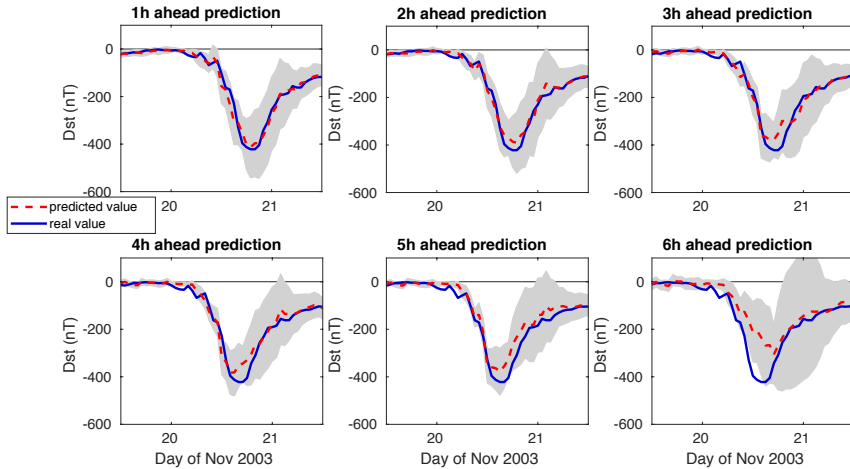 1h ahead prediction
2h ahead prediction
3h ahead prediction
0
-200
-400
-600
Dst (nT)
20
21
0
-200
-400
-600
Dst (nT)
20
21
0
-200
-400
-600
Dst (nT)
20
21
predicted value
real value
4h ahead prediction
5h ahead prediction
6h ahead prediction
0
-200
-400
-600
Dst (nT)
20
21
Day of Nov 2003
0
-200
-400
-600
Dst (nT)
20
21
Day of Nov 2003
0
-200
-400
-600
Dst (nT)
20
21
Day of Nov 2003